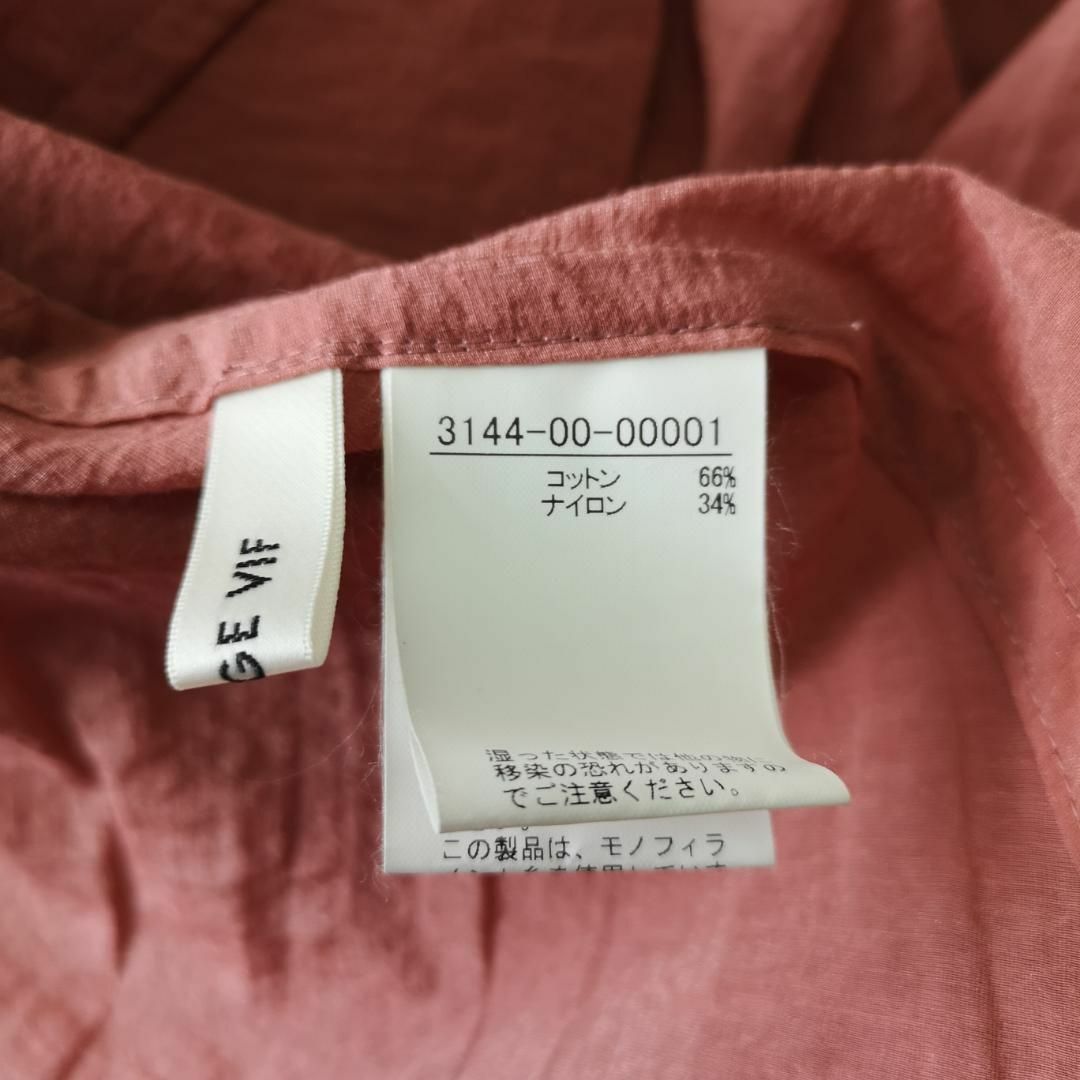 GE VIF
3144-00-00001
コットン 66%
ナイロン 34%
湿った状態では他の物に
移染の恐れがありますの
でご注意ください。
この製品は、モノフィラ